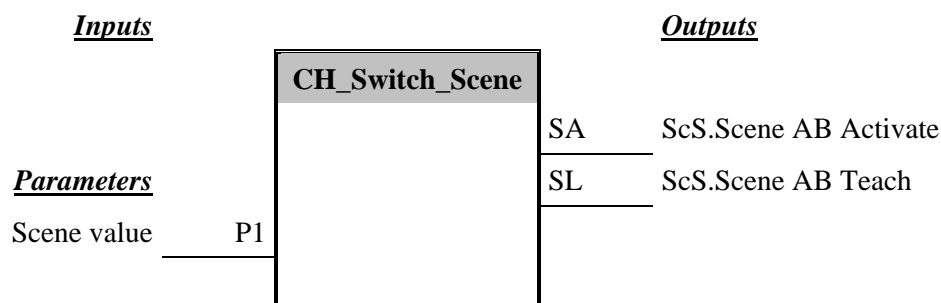 Inputs Outputs
CH_Switch_Scene
SA ScS.Scene AB Activate
Parameters SL ScS.Scene AB Teach
Scene value P1